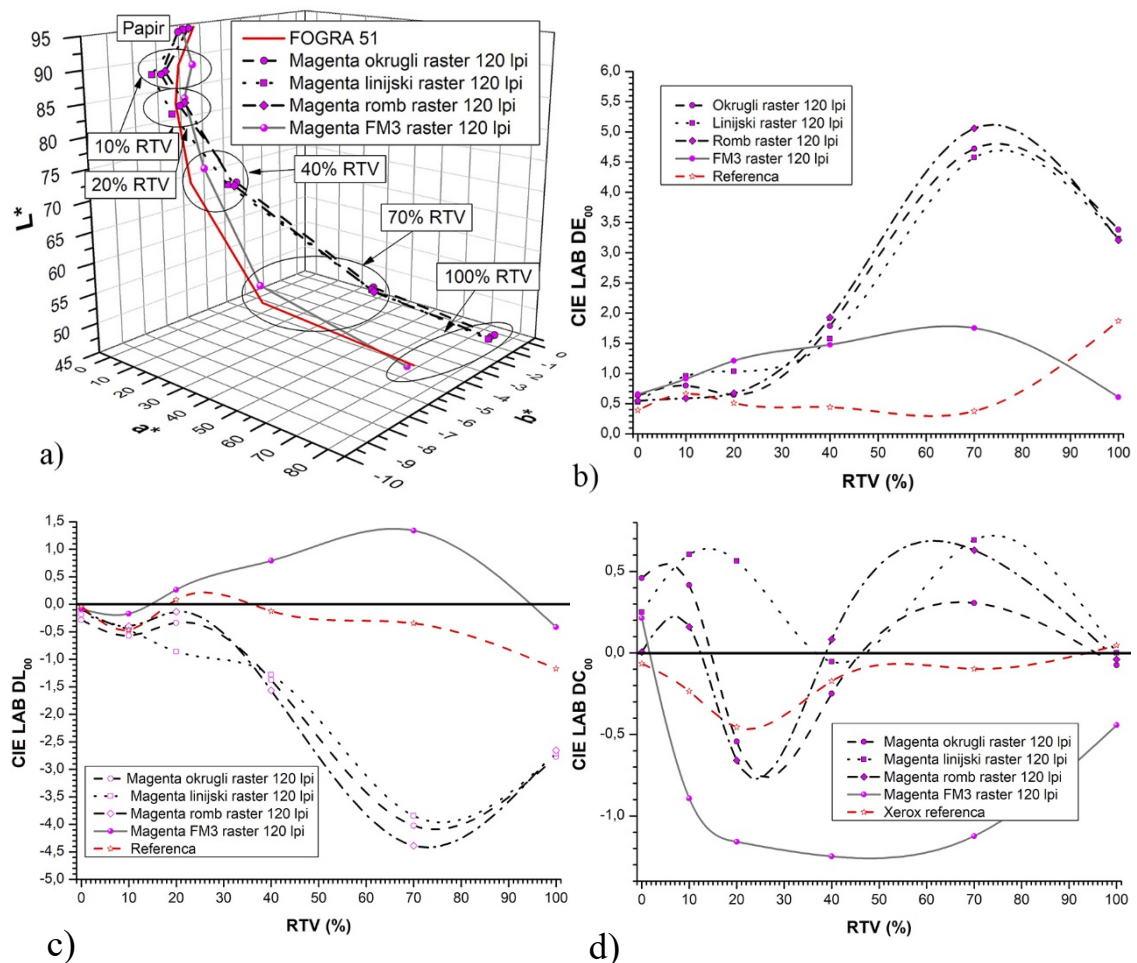 Papir
FOGRA 51
Magenta okrugli raster 120 lpi
Magenta linijski raster 120 lpi
Magenta romb raster 120 lpi
Magenta FM3 raster 120 lpi
10% RTV
20% RTV
40% RTV
70% RTV
100% RTV
95
90
85
80
75
70
65
60
55
50
45
L*
0
10
20
30
40
50
60
70
80
a*
0
-1
-2
-3
-4
-5
-6
-7
-8
-9
-10
b*
a)
CIE LAB DE00
6,0
5,5
5,0
4,5
4,0
3,5
3,0
2,5
2,0
1,5
1,0
0,5
0,0
Okrugli raster 120 lpi
Linijski raster 120 lpi
Romb raster 120 lpi
FM3 raster 120 lpi
Referenca
0 10 20 30 40 50 60 70 80 90 100
RTV (%)
b)
CIE LAB DL00
1,5
1,0
0,5
0,0
-0,5
-1,0
-1,5
-2,0
-2,5
-3,0
-3,5
-4,0
-4,5
-5,0
Magenta okrugli raster 120 lpi
Magenta linijski raster 120 lpi
Magenta romb raster 120 lpi
Magenta FM3 raster 120 lpi
Referenca
0 10 20 30 40 50 60 70 80 90 100
RTV (%)
c)
CIE LAB DC00
0,5
0,0
-0,5
-1,0
Magenta okrugli raster 120 lpi
Magenta linijski raster 120 lpi
Magenta romb raster 120 lpi
Magenta FM3 raster 120 lpi
Xerox referenca
0 10 20 30 40 50 60 70 80 90 100
RTV (%)
d)